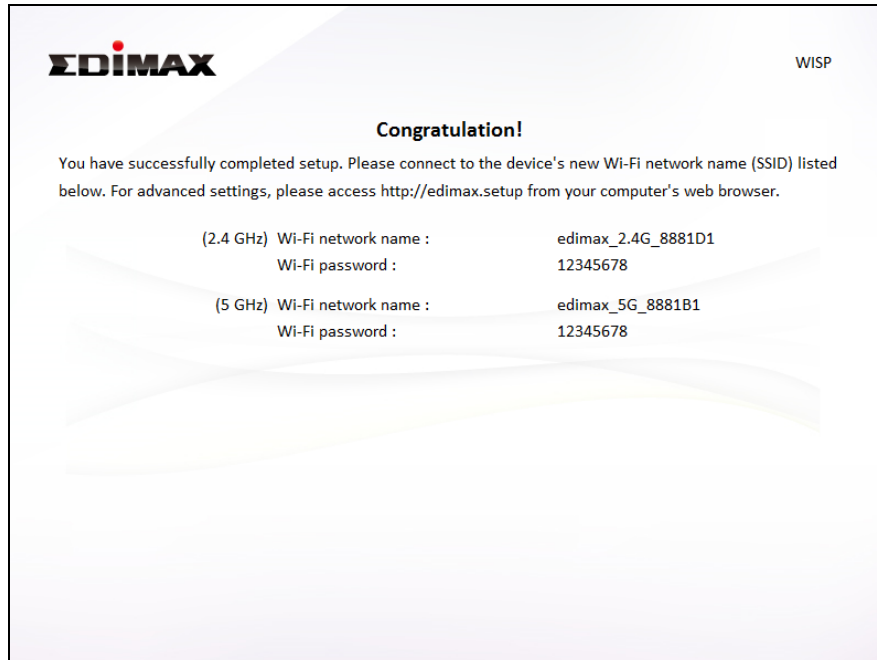 EDIMAX
WISP
Congratulation!
You have successfully completed setup. Please connect to the device's new Wi-Fi network name (SSID) listed
below. For advanced settings, please access http://edimax.setup from your computer's web browser.
(2.4 GHz) Wi-Fi network name : edimax_2.4G_8881D1
Wi-Fi password : 12345678
(5 GHz) Wi-Fi network name : edimax_5G_8881B1
Wi-Fi password : 12345678